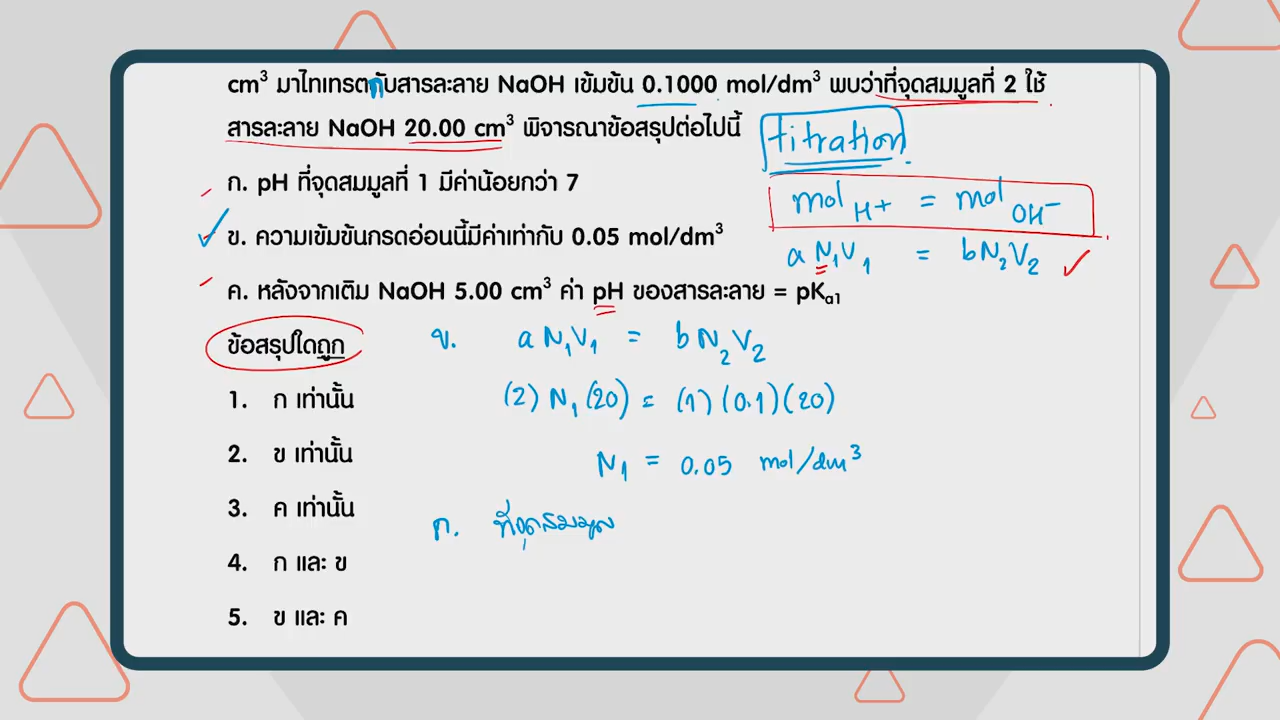 cm³ มาไทเทรตกับสารละลาย NaOH เข้มข้น 0.1000 mol/dm³ พบว่าที่จุดสมมูลที่ 2 ใช้
สารละลาย NaOH 20.00 cm³ พิจารณาข้อสรุปต่อไปนี้
titration
ก. pH ที่จุดสมมูลที่ 1 มีค่าน้อยกว่า 7
mol H+ = mol OH⁻
ข. ความเข้มข้นกรดอ่อนนี้มีค่าเท่ากับ 0.05 mol/dm³
a N₁V₁ = bN₂V₂
ค. หลังจากเติม NaOH 5.00 cm³ ค่า pH ของสารละลาย = pKa1
ข้อสรุปใดถูก
ข. a N₁V₁ = b N₂V₂
1. ก เท่านั้น
(2) N₁ (20) = (1) (0.1) (20)
2. ข เท่านั้น
N₁ = 0.05 mol/dm³
3. ค เท่านั้น
ก. ที่จุดสมมูล
4. ก และ ข
5. ข และ ค